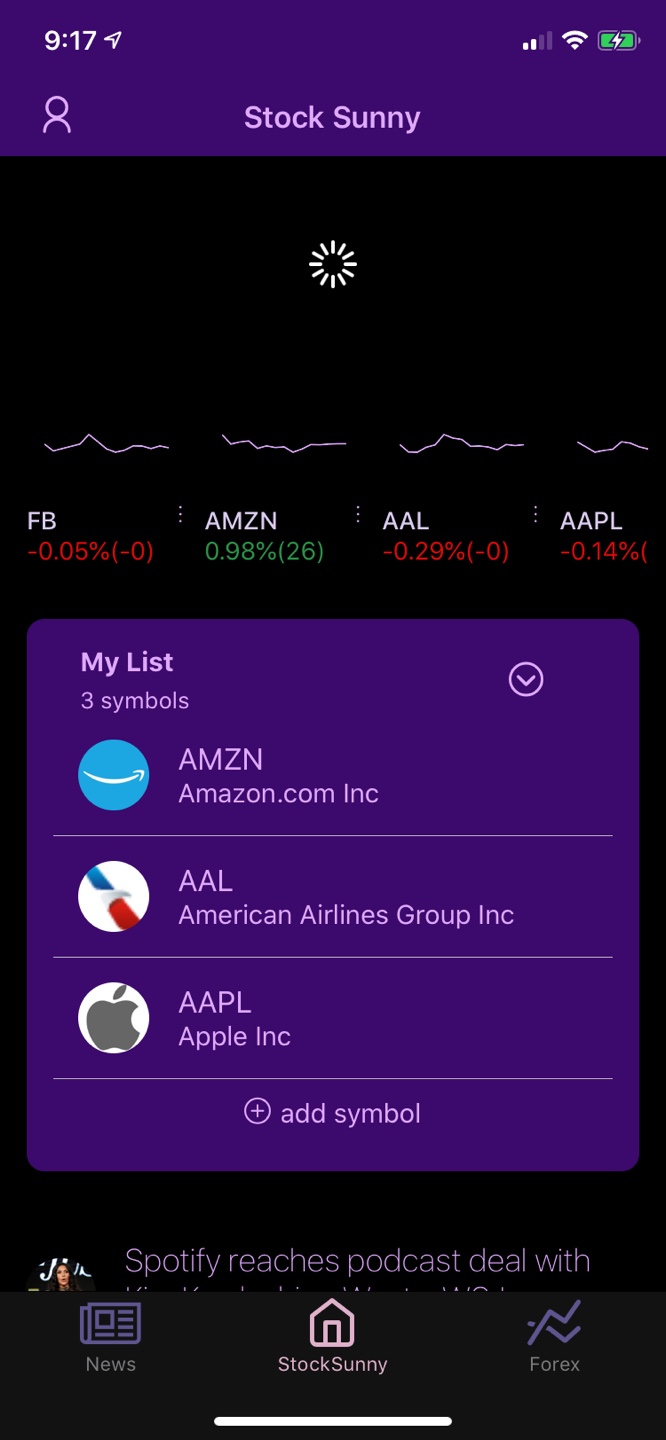 9:17
Stock Sunny
FB
-0.05%(-0)
AMZN
0.98%(26)
AAL
-0.29%(-0)
AAPL
-0.14%(
My List
3 symbols
AMZN
Amazon.com Inc
AAL
American Airlines Group Inc
AAPL
Apple Inc
add symbol
Spotify reaches podcast deal with
News
StockSunny
Forex